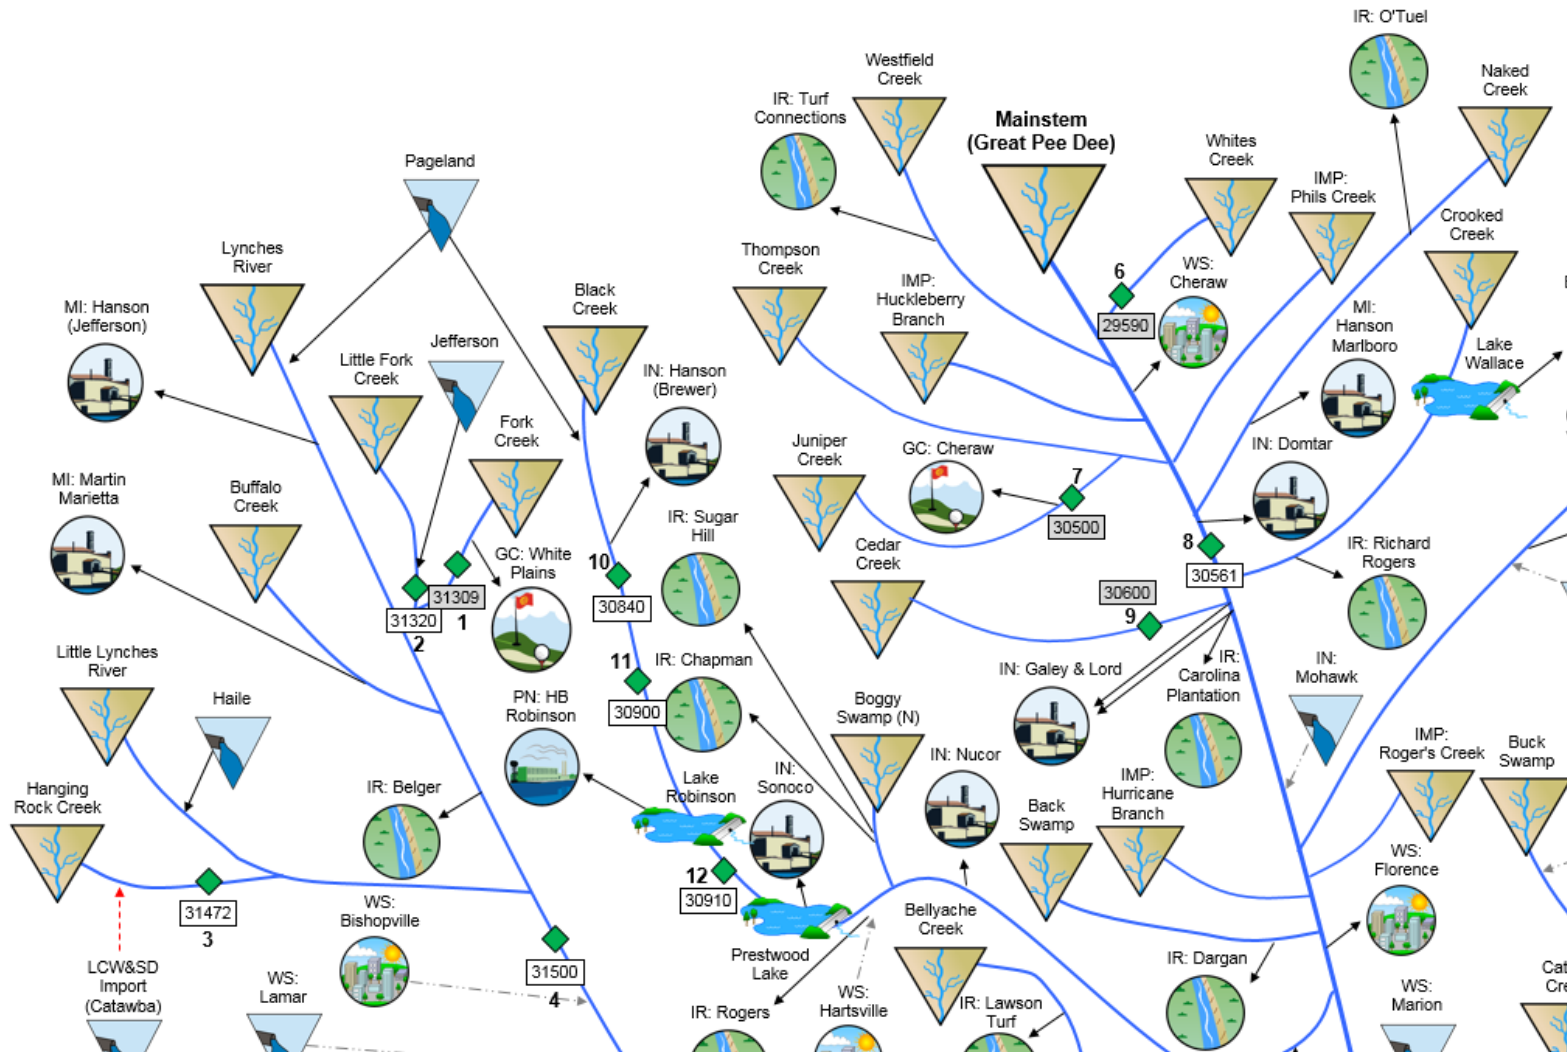 IR: O'Tuel
Westfield
Creek
Naked
Creek
IR: Turf
Connections
Mainstem
(Great Pee Dee)
Whites
Creek
Pageland
IMP:
Phils Creek
Crooked
Creek
Lynches
River
Thompson
Creek
6
WS:
Cheraw
IMP:
Huckleberry
Branch
Black
Creek
MI: Hanson
(Jefferson)
29590
MI:
Hanson
Marlboro
Lake
Wallace
Jefferson
Little Fork
Creek
IN: Hanson
(Brewer)
Fork
Creek
Juniper
Creek
GC: Cheraw
IN: Domtar
7
MI: Martin
Marietta
Buffalo
Creek
IR: Sugar
Hill
30500
8
IR: Richard
Rogers
Cedar
Creek
GC: White
Plains
10
30561
31309
30600
30840
31320
1
9
2
Little Lynches
River
11
IR: Chapman
IN: Galey & Lord
IR:
Carolina
Plantation
IN:
Mohawk
Haile
PN: HB
Robinson
30900
Boggy
Swamp (N)
IMP:
Roger's Creek
Buck
Swamp
IN: Nucor
Hanging
Rock Creek
IR: Belger
Lake
Robinson
IN:
Sonoco
IMP:
Hurricane
Branch
Back
Swamp
WS:
Florence
12
30910
31472
3
WS:
Bishopville
Bellyache
Creek
Prestwood
Lake
LCW&SD
Import
(Catawba)
31500
4
WS:
Lamar
IR: Dargan
IR: Rogers
WS:
Hartsville
IR: Lawson
Turf
WS:
Marion